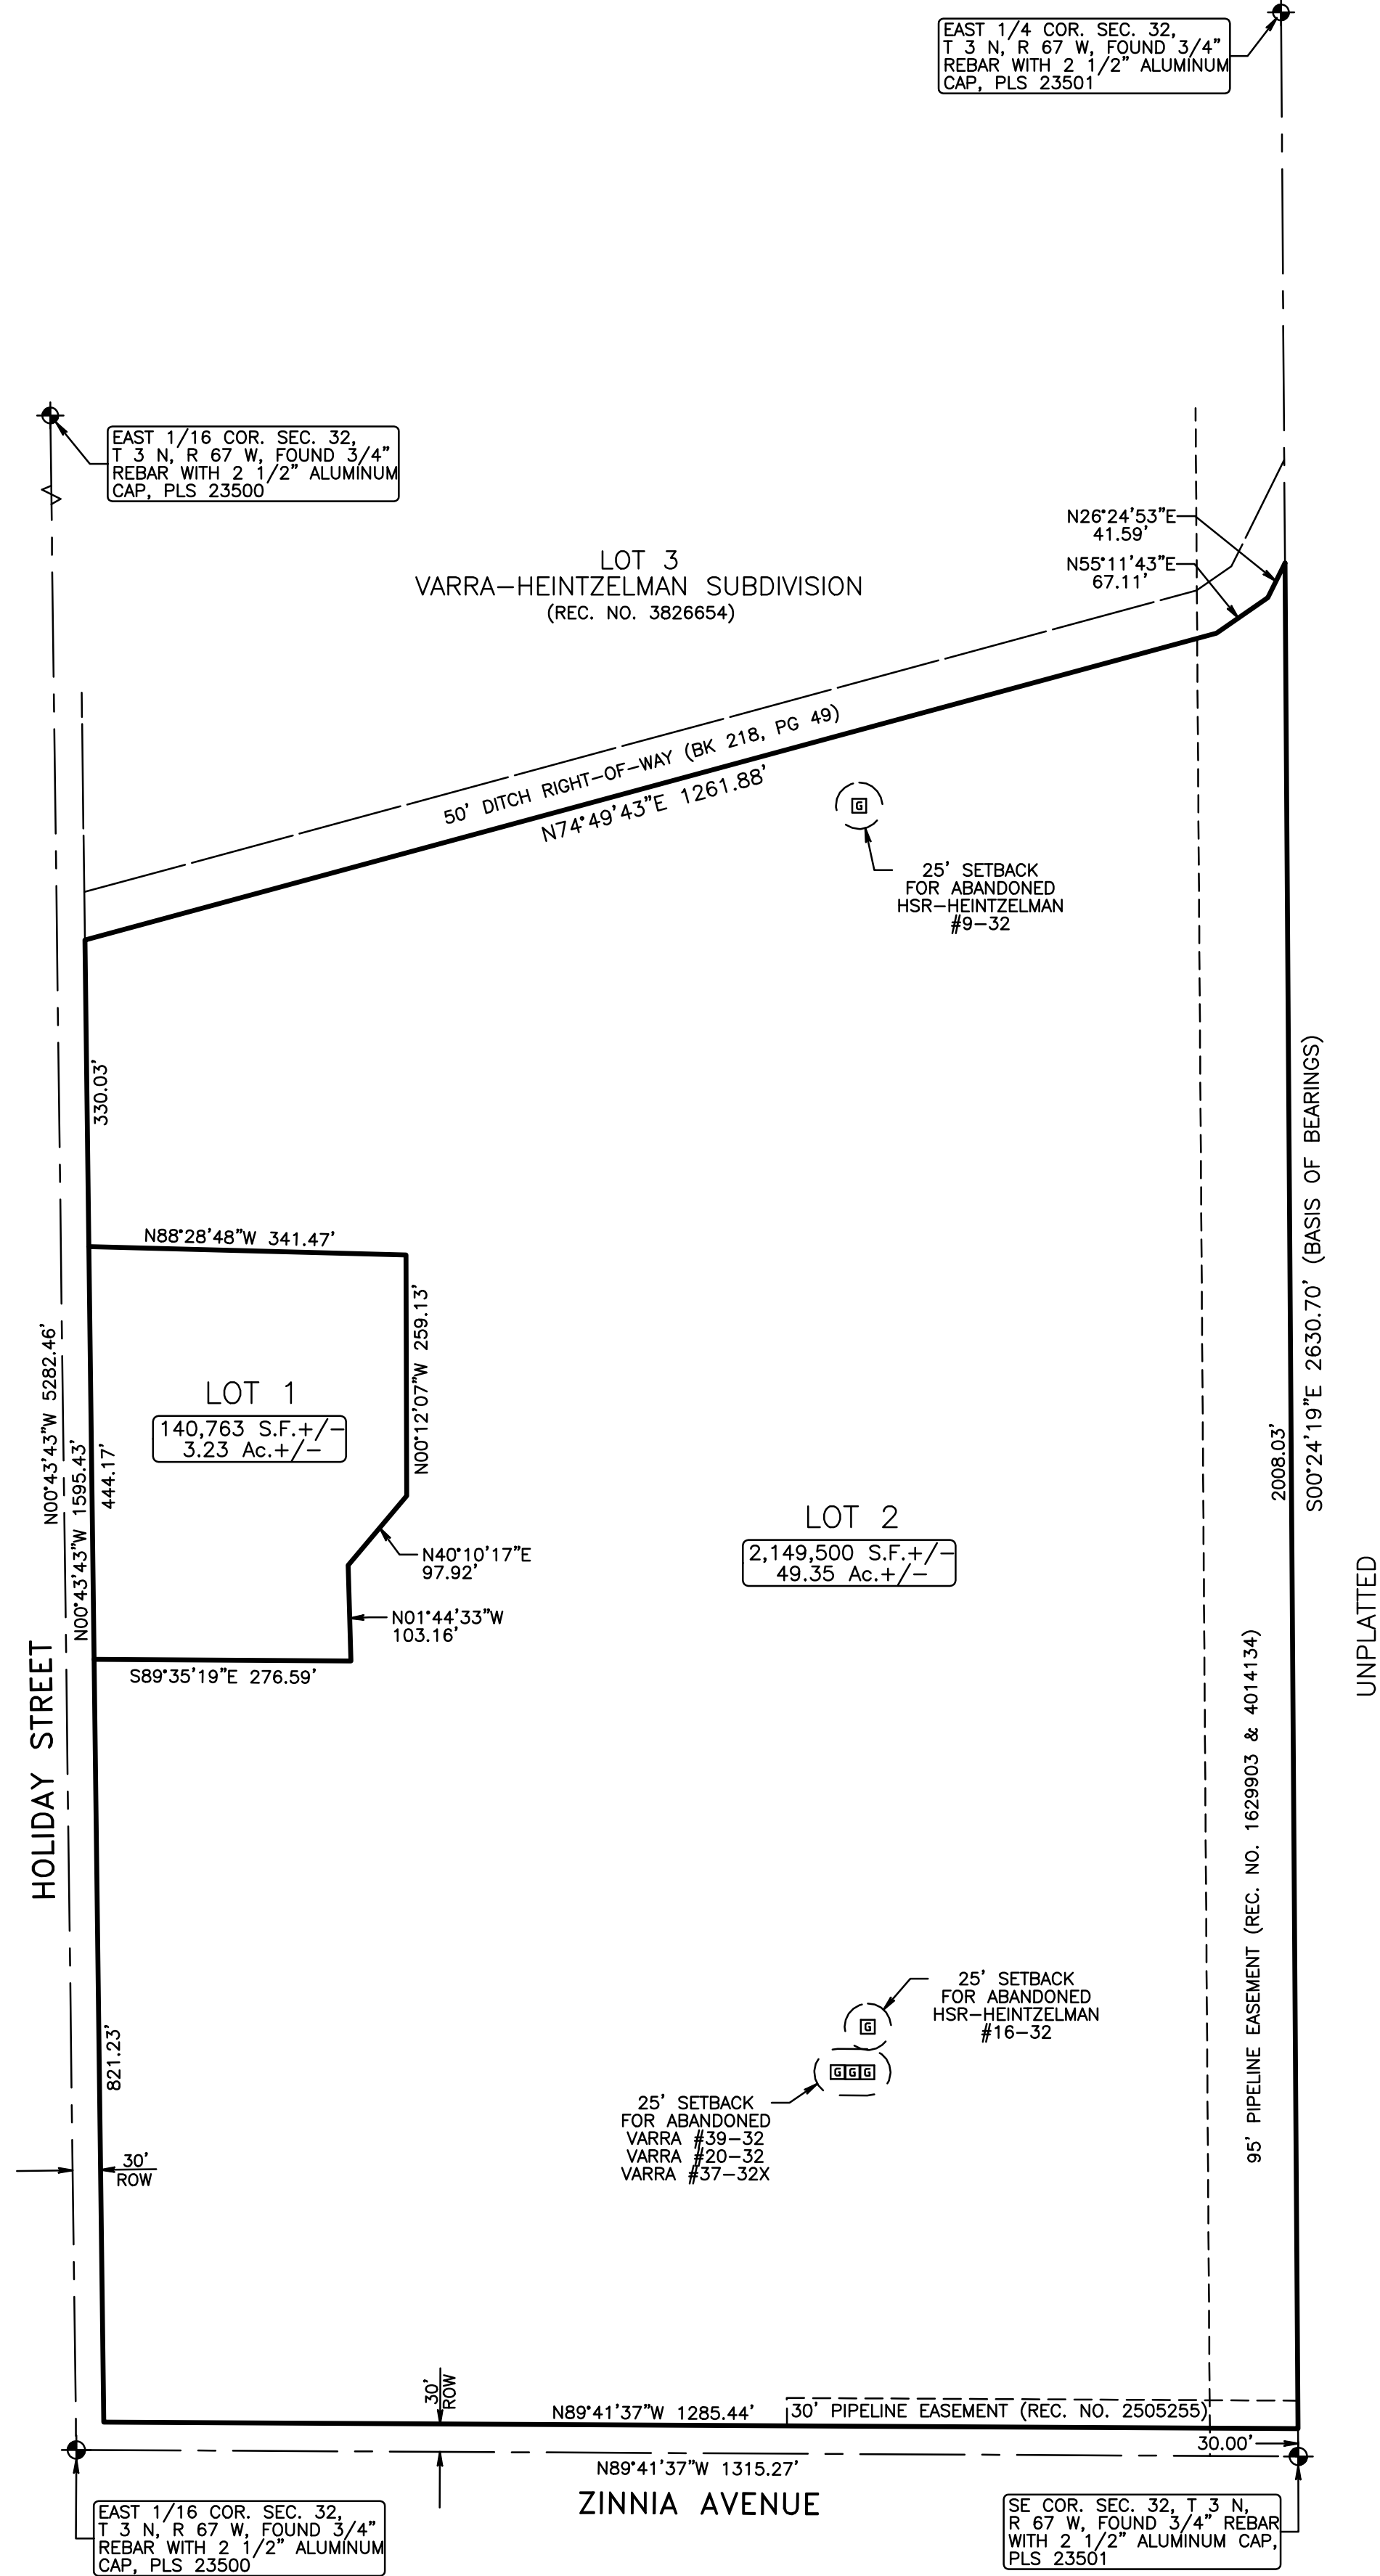 EAST 1/4 COR. SEC. 32,
T 3 N, R 67 W, FOUND 3/4"
REBAR WITH 2 1/2" ALUMINUM
CAP, PLS 23501
EAST 1/16 COR. SEC. 32,
T 3 N, R 67 W, FOUND 3/4"
REBAR WITH 2 1/2" ALUMINUM
CAP, PLS 23500
N26°24'53"E
41.59'
N55°11'43"E
67.11'
LOT 3
VARRA-HEINTZELMAN SUBDIVISION
(REC. NO. 3826654)
50' DITCH RIGHT-OF-WAY (BK 218, PG 49)
N74°49'43"E 1261.88'
G
25' SETBACK
FOR ABANDONED
HSR-HEINTZELMAN
#9-32
330.03'
S00°24'19"E 2630.70' (BASIS OF BEARINGS)
2008.03'
N88°28'48"W 341.47'
N00°12'07"W 259.13'
N00°43'43"W 5282.46'
N00°43'43"W 1595.43'
444.17'
LOT 1
140,763 S.F.+/-
3.23 Ac.+/-
N40°10'17"E
97.92'
N01°44'33"W
103.16'
S89°35'19"E 276.59'
LOT 2
2,149,500 S.F.+/-
49.35 Ac.+/-
UNPLATTED
HOLIDAY STREET
95' PIPELINE EASEMENT (REC. NO. 1629903 & 4014134)
25' SETBACK
FOR ABANDONED
HSR-HEINTZELMAN
#16-32
G
G G G
25' SETBACK
FOR ABANDONED
VARRA #39-32
VARRA #20-32
VARRA #37-32X
821.23'
30'
ROW
30'
ROW
N89°41'37"W 1285.44'
30' PIPELINE EASEMENT (REC. NO. 2505255)
30.00'
N89°41'37"W 1315.27'
ZINNIA AVENUE
EAST 1/16 COR. SEC. 32,
T 3 N, R 67 W, FOUND 3/4"
REBAR WITH 2 1/2" ALUMINUM
CAP, PLS 23500
SE COR. SEC. 32, T 3 N,
R 67 W, FOUND 3/4" REBAR
WITH 2 1/2" ALUMINUM CAP,
PLS 23501